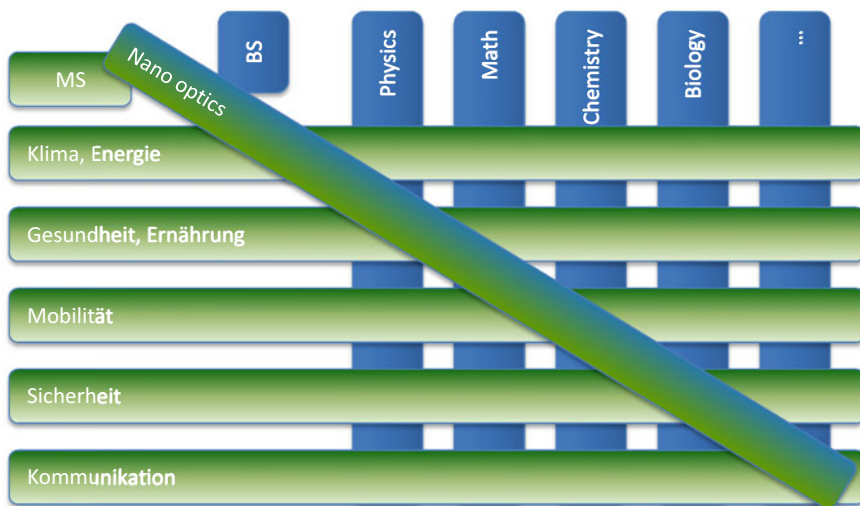 BS
Physics
Math
Chemistry
Biology
...
Nano optics
MS
Klima, Energie
Gesundheit, Ernährung
Mobilität
Sicherheit
Kommunikation